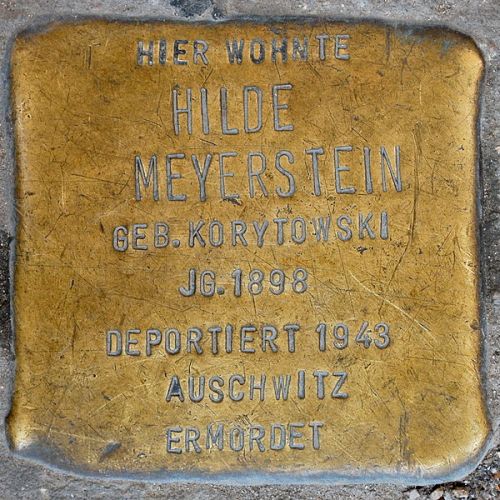 HIER WOHNTE
HILDE
MEYERSTEIN
GEB. KORYTOWSKI
JG. 1898
DEPORTIERT 1943
AUSCHWITZ
ERMORDET